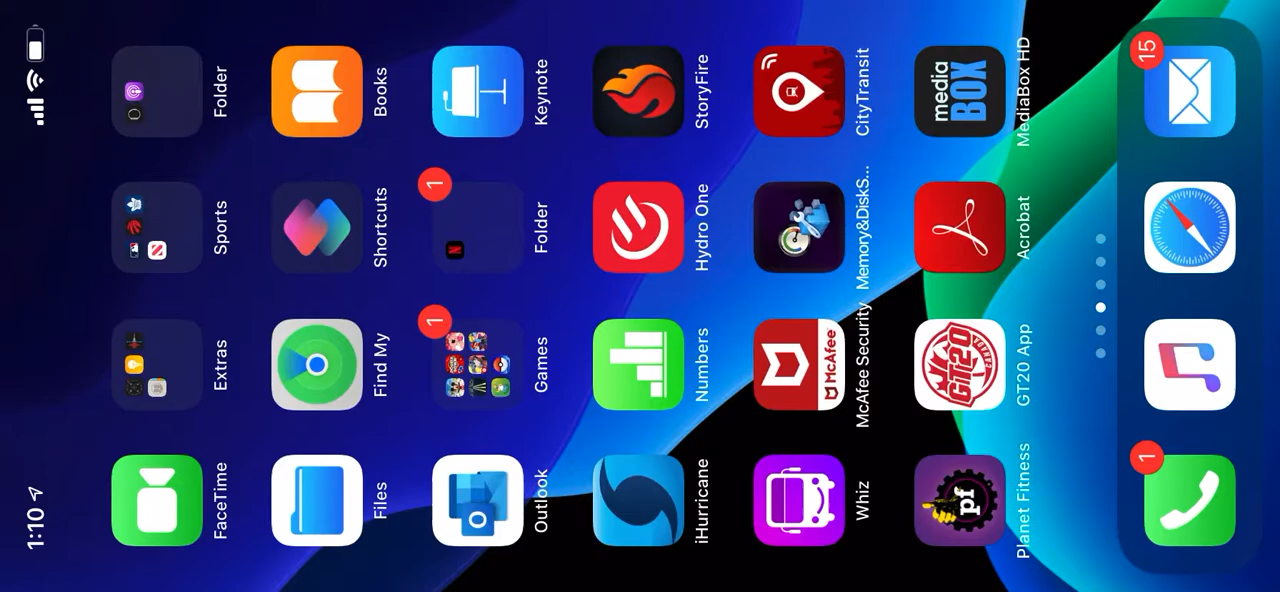 1:10
FaceTime Extras Sports Folder
Files Find My Shortcuts Books
1 1
O N
Outlook Games Folder Keynote
iHurricane Numbers Hydro One StoryFire
McAfee
Whiz McAfee Security Memory&DiskS... CityTransit
pf GT20 media
BOX
Planet Fitness GT20 App Acrobat MediaBox HD
1 15